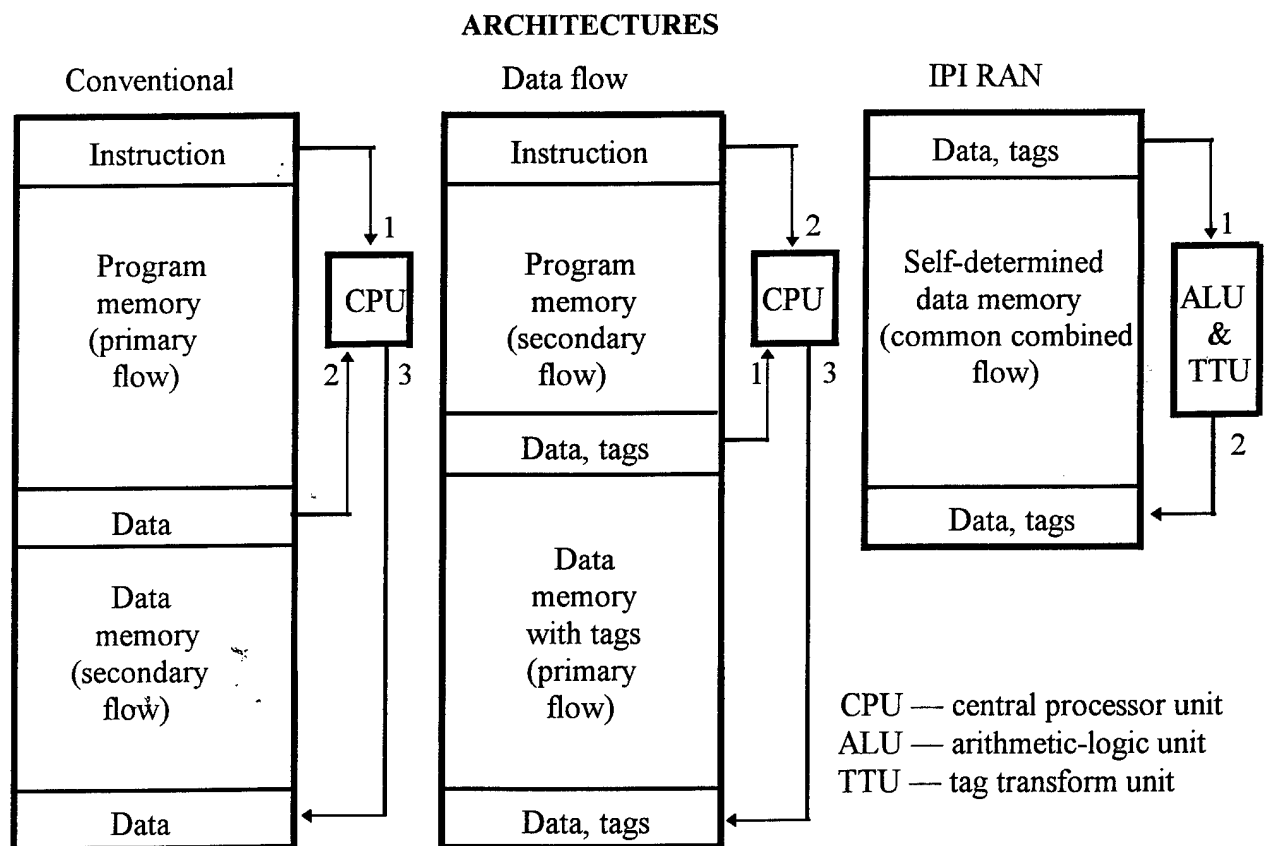 ARCHITECTURES
Conventional
Instruction
1
Program
memory
(primary
flow)
CPU
2
3
Data
Data
memory
(secondary
flow)
Data
Data flow
Instruction
2
Program
memory
(secondary
flow)
CPU
1
3
Data, tags
Data
memory
with tags
(primary
flow)
Data, tags
IPI RAN
Data, tags
1
Self-determined
data memory
(common combined
flow)
ALU
&
TTU
2
Data, tags
CPU — central processor unit
ALU — arithmetic-logic unit
TTU — tag transform unit